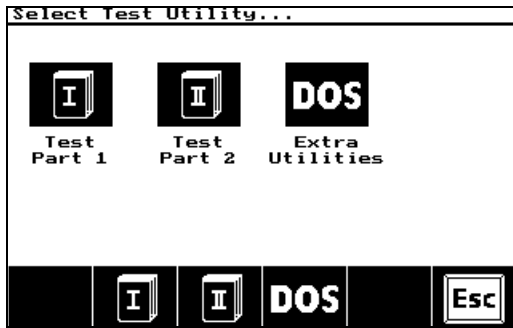 Select Test Utility...
I II DOS
Test Test Extra
Part 1 Part 2 Utilities
I II DOS Esc